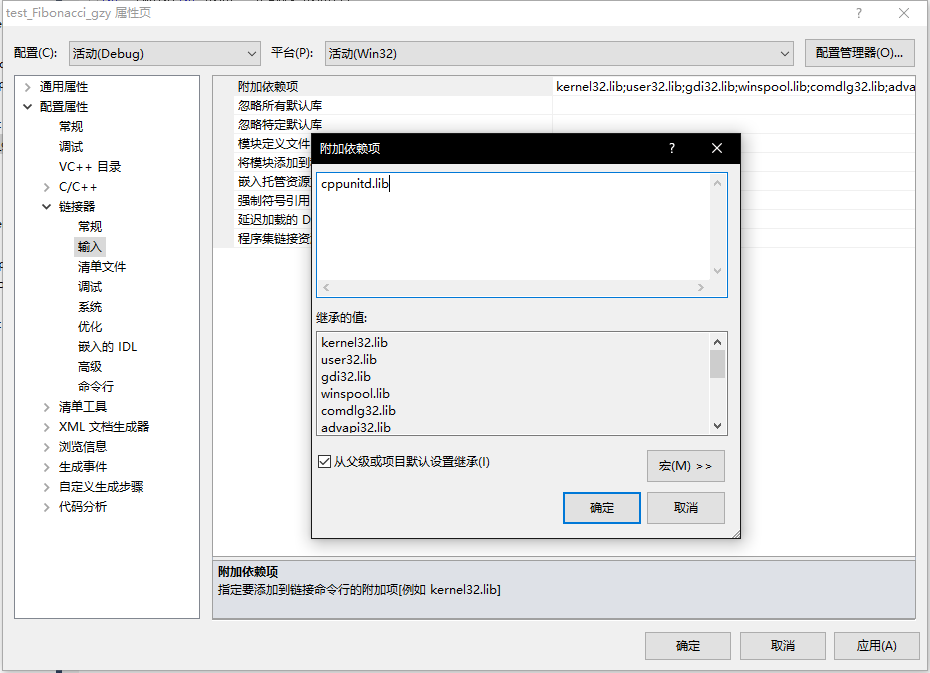 test_Fibonacci_gzy 属性页
配置(C): 活动(Debug) 平台(P): 活动(Win32) 配置管理器(O)...
通用属性
配置属性
常规
调试
VC++ 目录
C/C++
链接器
常规
输入
清单文件
调试
系统
优化
嵌入的 IDL
高级
命令行
清单工具
XML 文档生成器
浏览信息
生成事件
自定义生成步骤
代码分析
附加依赖项 kernel32.lib;user32.lib;gdi32.lib;winspool.lib;comdlg32.lib;adva
忽略所有默认库
忽略特定默认库
模块定义文件
将模块添加到
嵌入托管资源
强制符号引用
延迟加载的 D
程序集链接资
附加依赖项
cppunitd.lib
继承的值:
kernel32.lib
user32.lib
gdi32.lib
winspool.lib
comdlg32.lib
advapi32.lib
从父级或项目默认设置继承(I)
宏(M) >>
确定 取消
附加依赖项
指定要添加到链接命令行的附加项[例如 kernel32.lib]
确定 取消 应用(A)